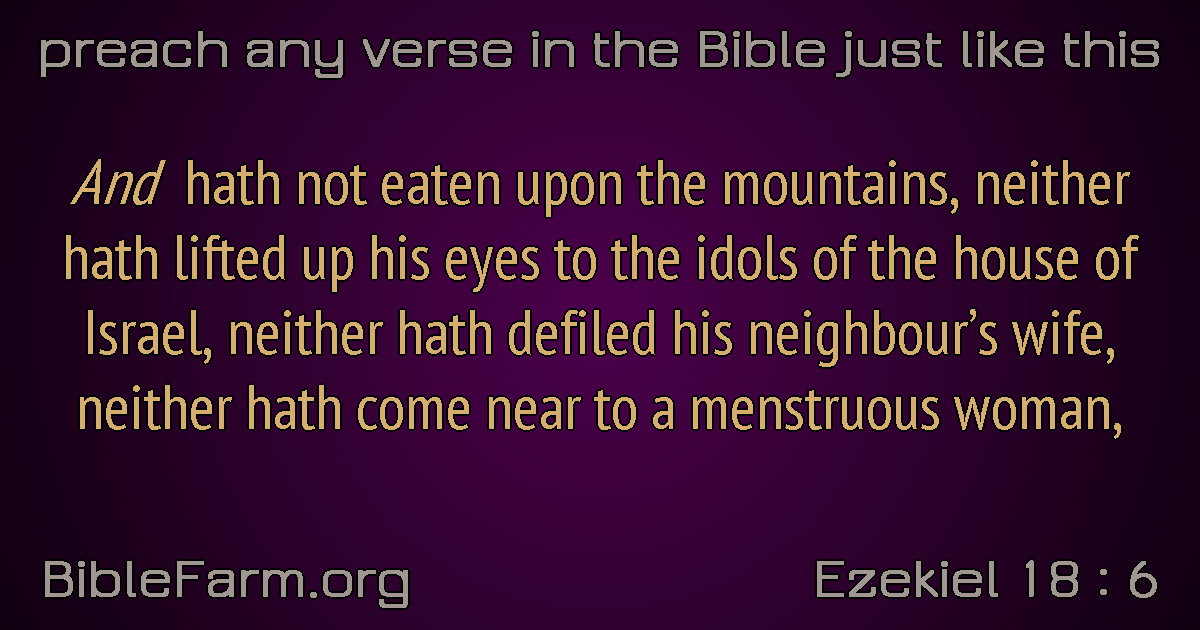 preach any verse in the Bible just like this
And hath not eaten upon the mountains, neither
hath lifted up his eyes to the idols of the house of
Israel, neither hath defiled his neighbour’s wife,
neither hath come near to a menstruous woman,
BibleFarm.org
Ezekiel 18 : 6